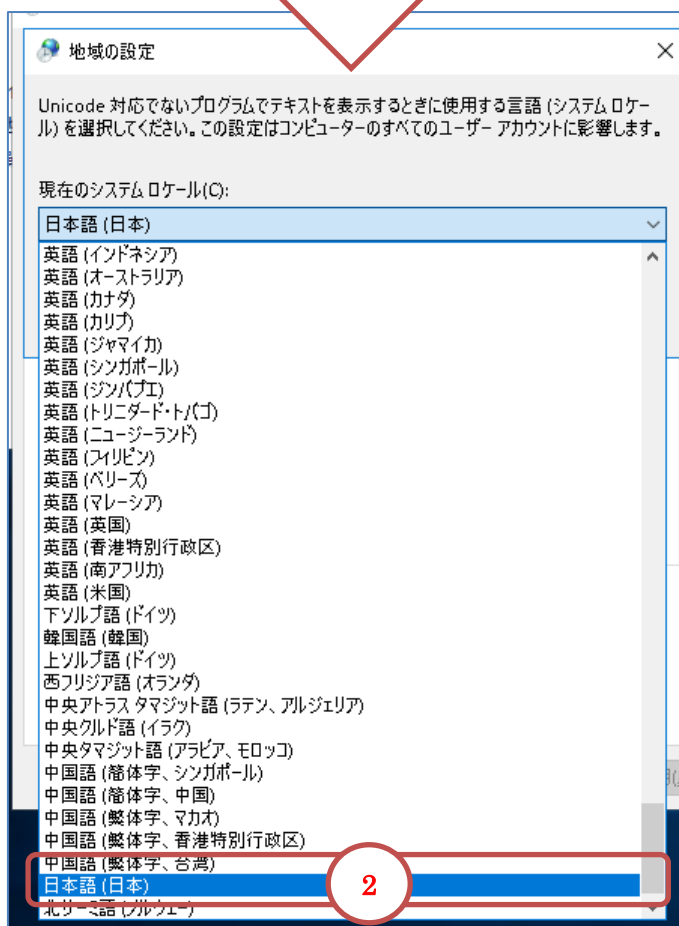 地域の設定
Unicode 対応でないプログラムでテキストを表示するときに使用する言語 (システム ロケー
ル) を選択してください。この設定はコンピューターのすべてのユーザー アカウントに影響します。
現在のシステム ロケール(C):
日本語 (日本)
英語 (インドネシア)
英語 (オーストラリア)
英語 (カナダ)
英語 (カリブ)
英語 (ジャマイカ)
英語 (シンガポール)
英語 (ジンバブエ)
英語 (トリニダード・トバゴ)
英語 (ニュージーランド)
英語 (フィリピン)
英語 (ベリーズ)
英語 (マレーシア)
英語 (英国)
英語 (香港特別行政区)
英語 (南アフリカ)
英語 (米国)
下ソルブ語 (ドイツ)
韓国語 (韓国)
上ソルブ語 (ドイツ)
西フリジア語 (オランダ)
中央アトラス タマジット語 (ラテン、アルジェリア)
中央クルド語 (イラク)
中央タマジット語 (アラビア、モロッコ)
中国語 (簡体字、シンガポール)
中国語 (簡体字、中国)
中国語 (繁体字、マカオ)
中国語 (繁体字、香港特別行政区)
中国語 (繁体字、台湾)
日本語 (日本)
2
北サーミ語 (ノルウェー)